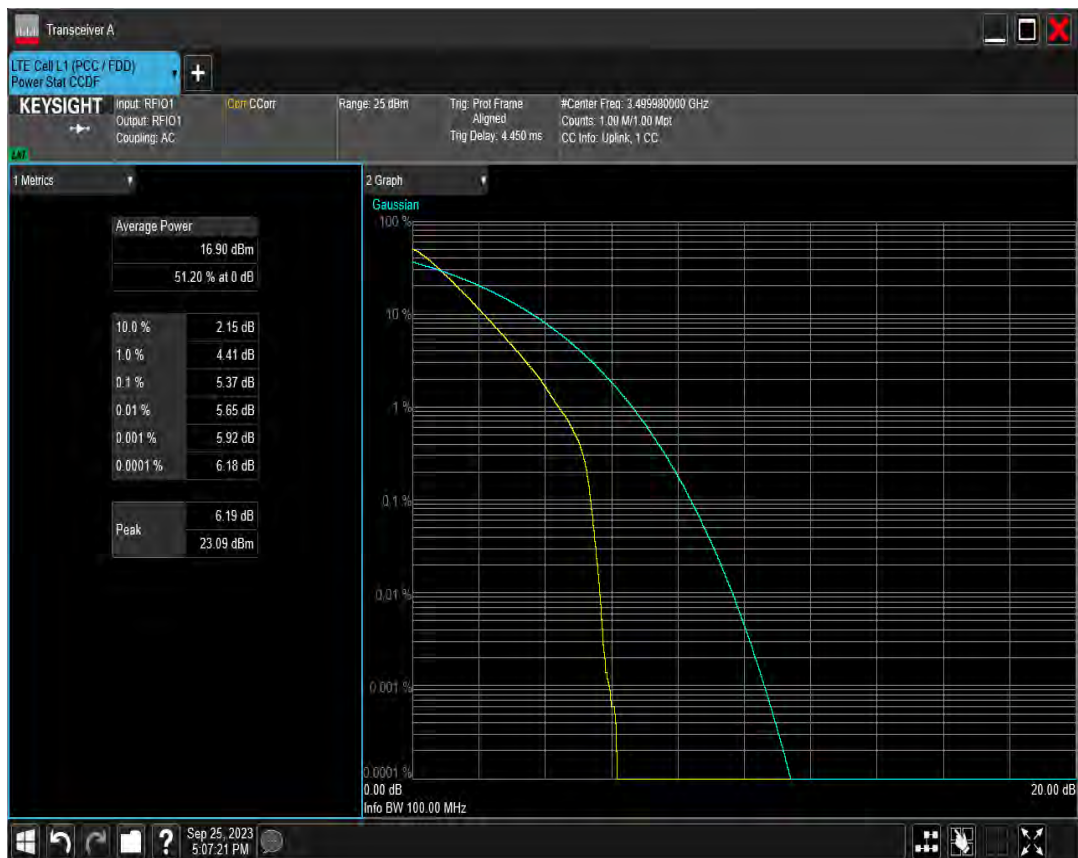 Transceiver A
LTE Cell L1 (PCC / FDD)
Power Stat CCDF
+
KEYSIGHT
Input: RFIO1
Output: RFIO1
Coupling: AC
Corr CCorr
Range: 25 dBm
Trig: Prot Frame
Aligned
Trig Delay: 4.450 ms
#Center Freq: 3.499980000 GHz
Counts: 1.00 M/1.00 Mpt
CC Info: Uplink, 1 CC
1 Metrics
Average Power
16.90 dBm
51.20 % at 0 dB
10.0 % 2.15 dB
1.0 % 4.41 dB
0.1 % 5.37 dB
0.01 % 5.65 dB
0.001 % 5.92 dB
0.0001 % 6.18 dB
Peak 6.19 dB
23.09 dBm
2 Graph
Gaussian
100 %
10 %
1 %
0.1 %
0.01 %
0.001 %
0.0001 %
0.00 dB 20.00 dB
Info BW 100.00 MHz
? Sep 25, 2023
5:07:21 PM